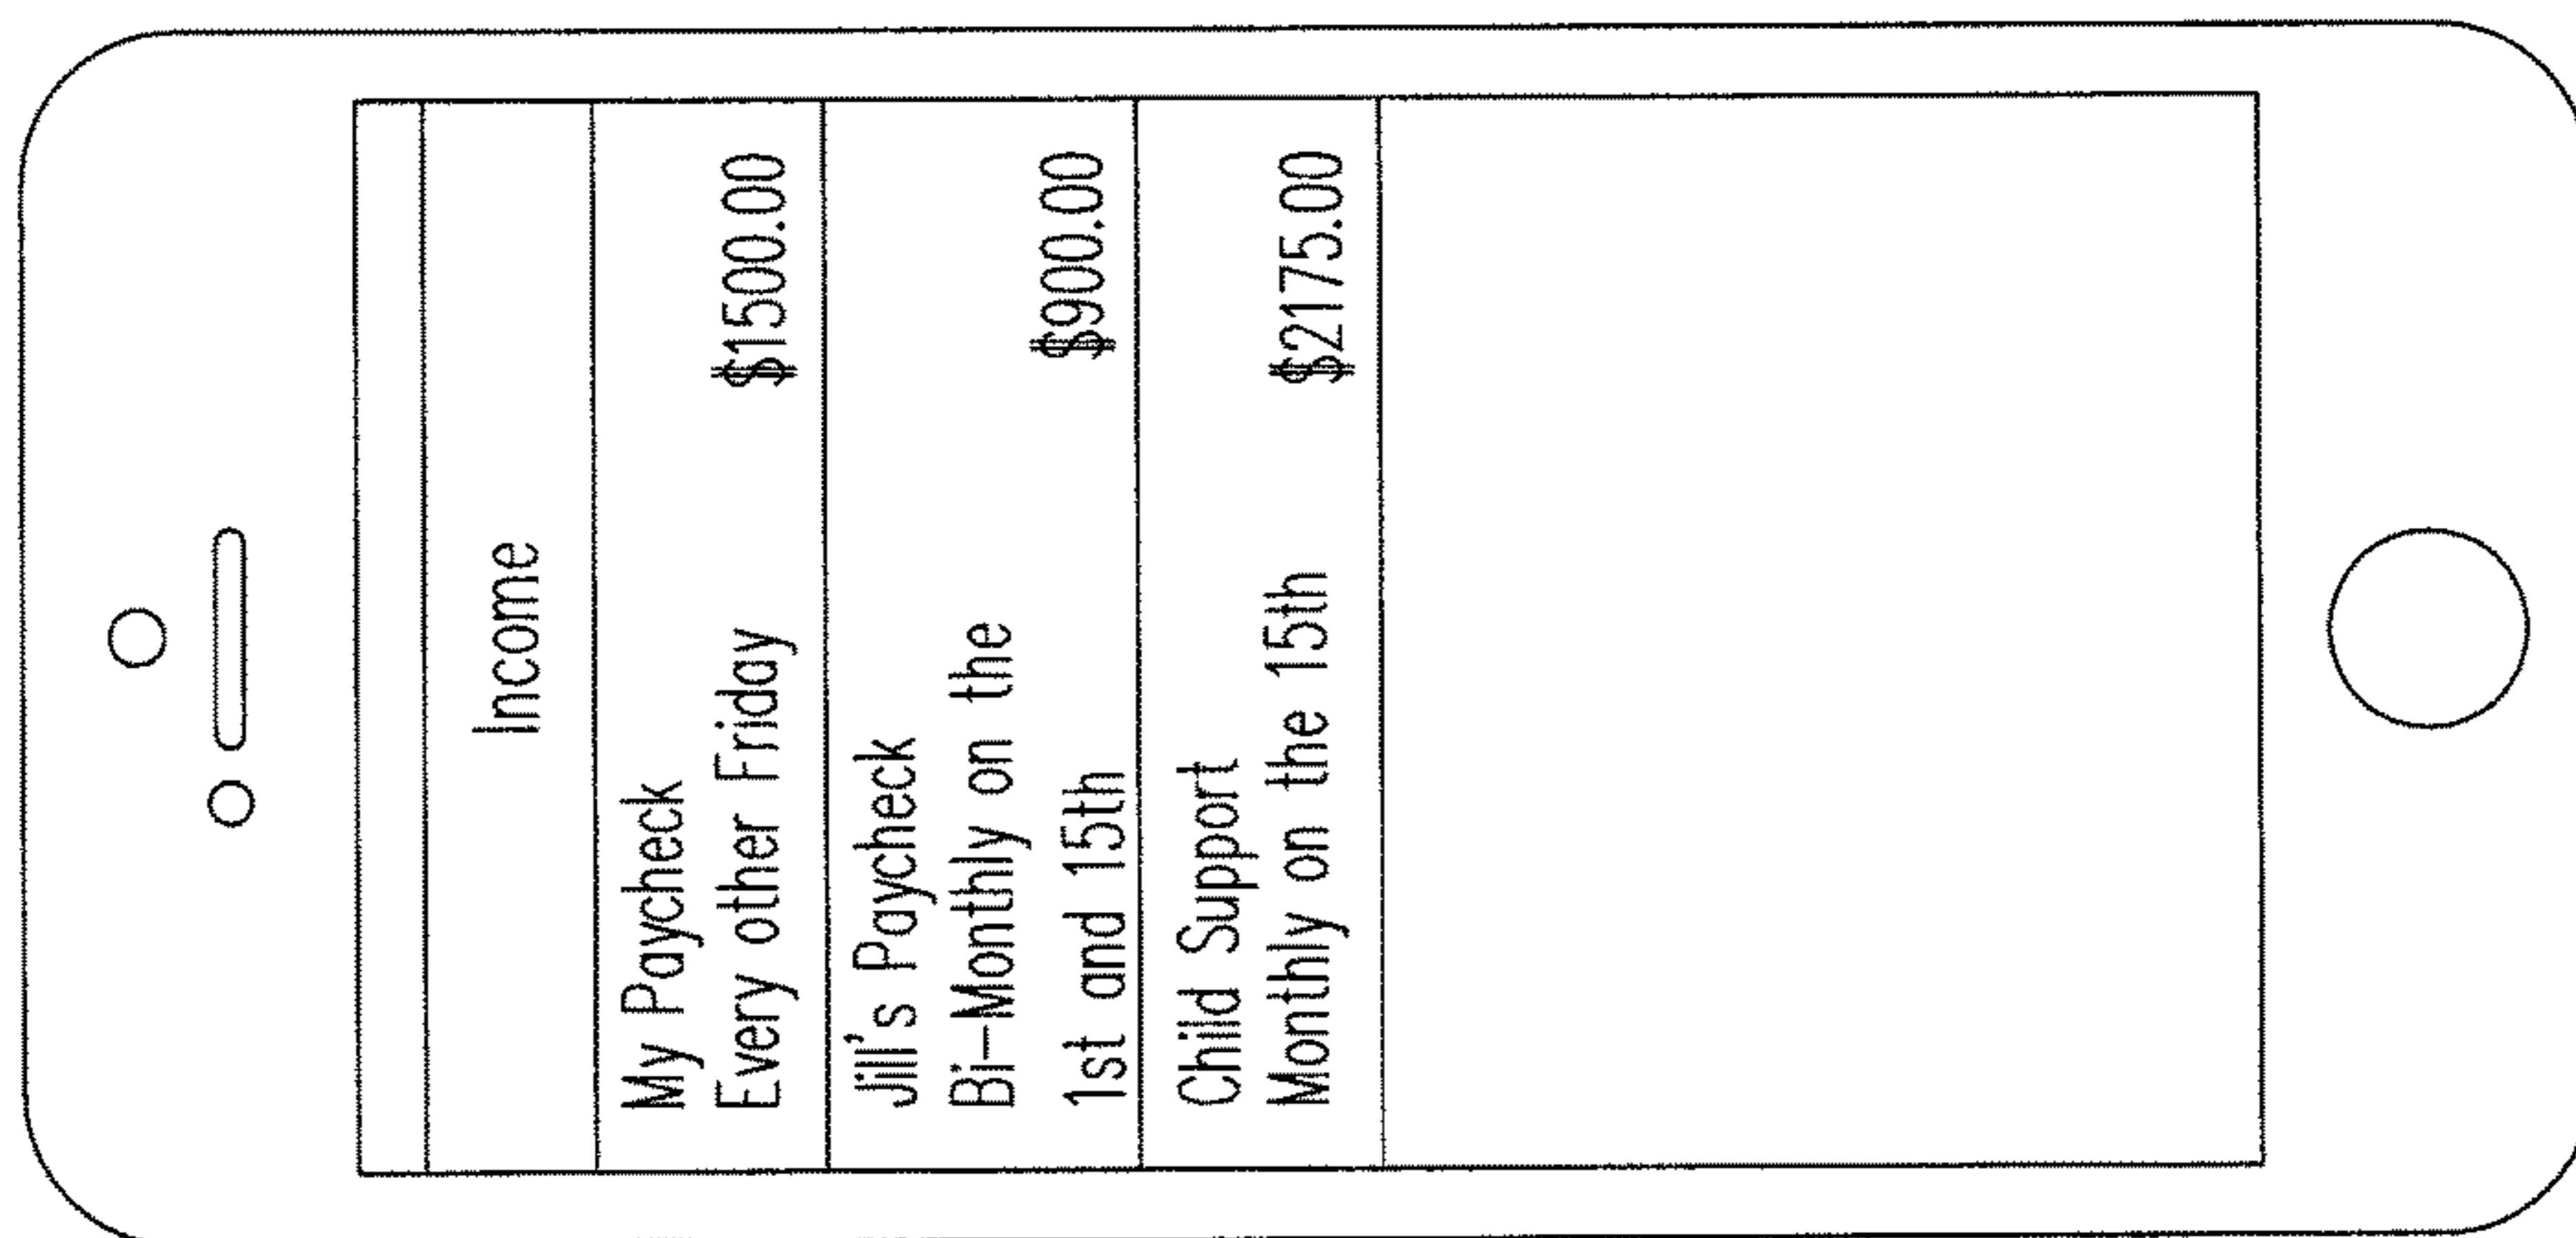 Income
My Paycheck
Every other Friday $1500.00
Jill's Paycheck
Bi-Monthly on the
1st and 15th $900.00
Child Support
Monthly on the 15th $2175.00